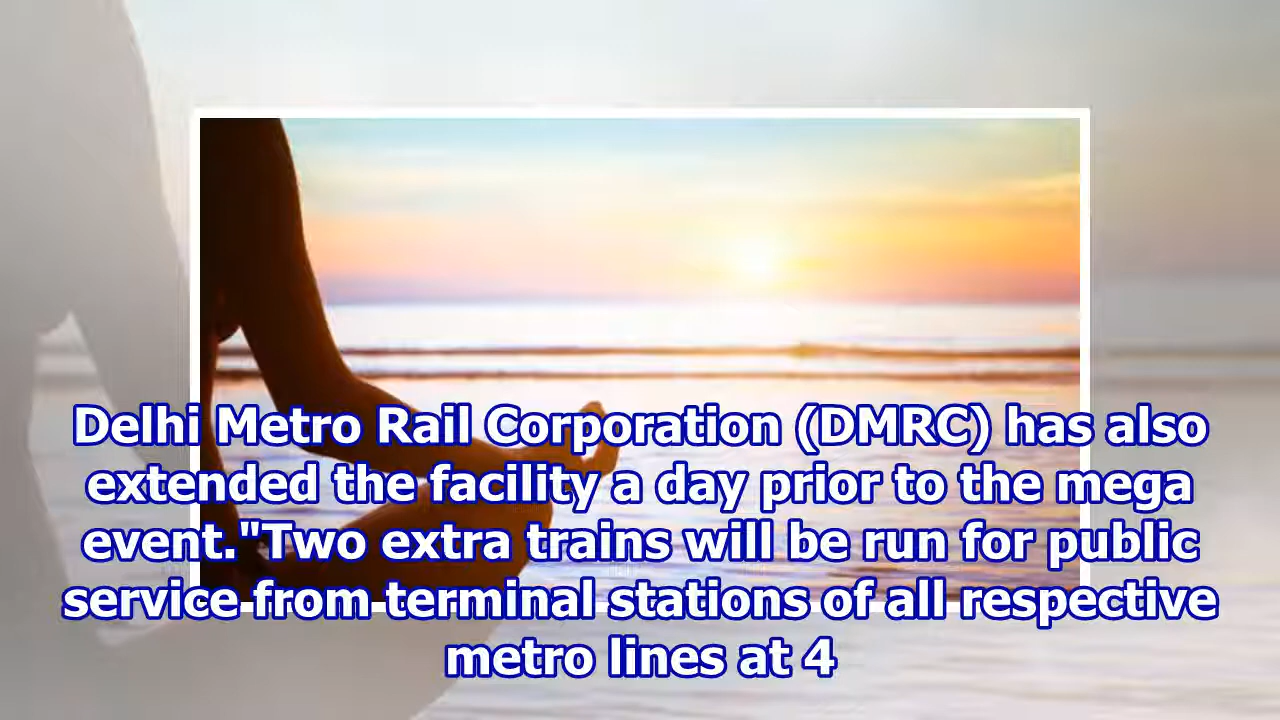 Delhi Metro Rail Corporation (DMRC) has also
extended the facility a day prior to the mega
event."Two extra trains will be run for public
service from terminal stations of all respective
metro lines at 4